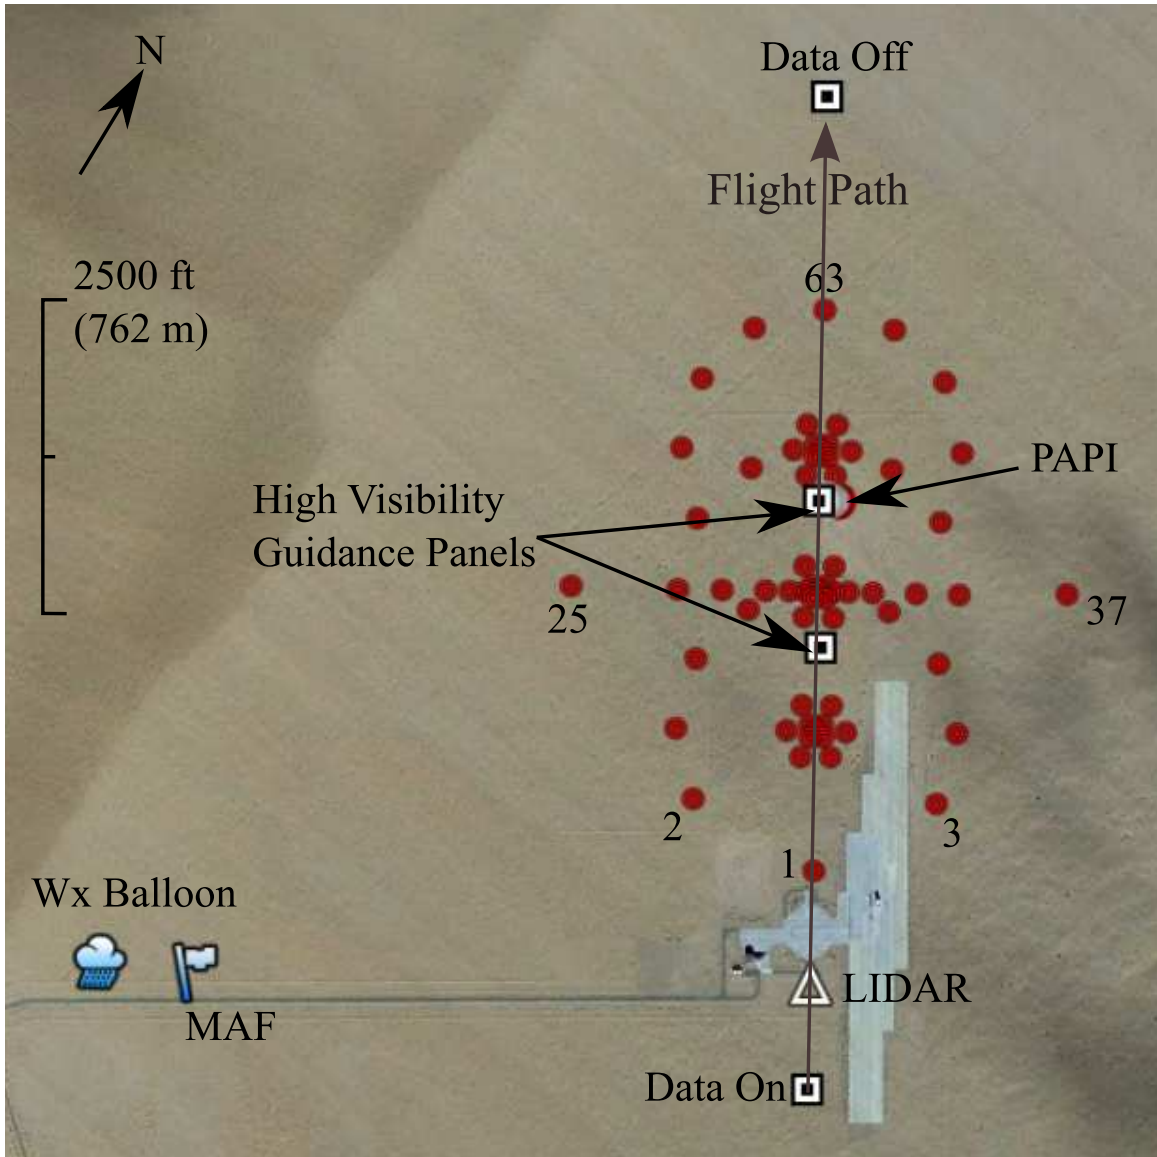 N
Data Off
Flight Path
2500 ft
(762 m)
63
PAPI
High Visibility
Guidance Panels
25
37
2
3
1
Wx Balloon
LIDAR
MAF
Data On